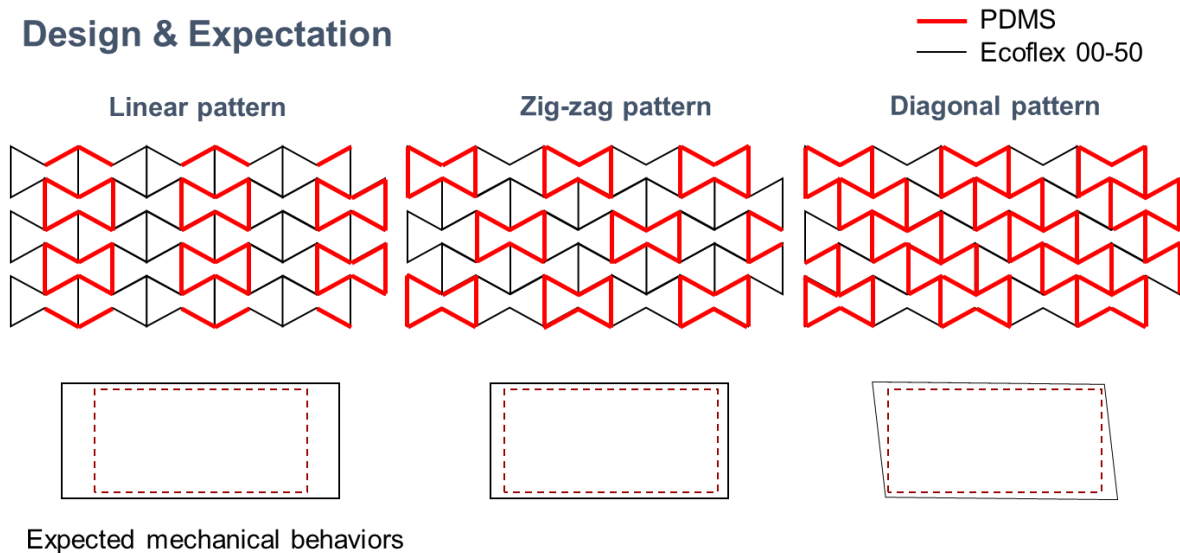 Design & Expectation
PDMS
Ecoflex 00-50
Linear pattern
Zig-zag pattern
Diagonal pattern
Expected mechanical behaviors